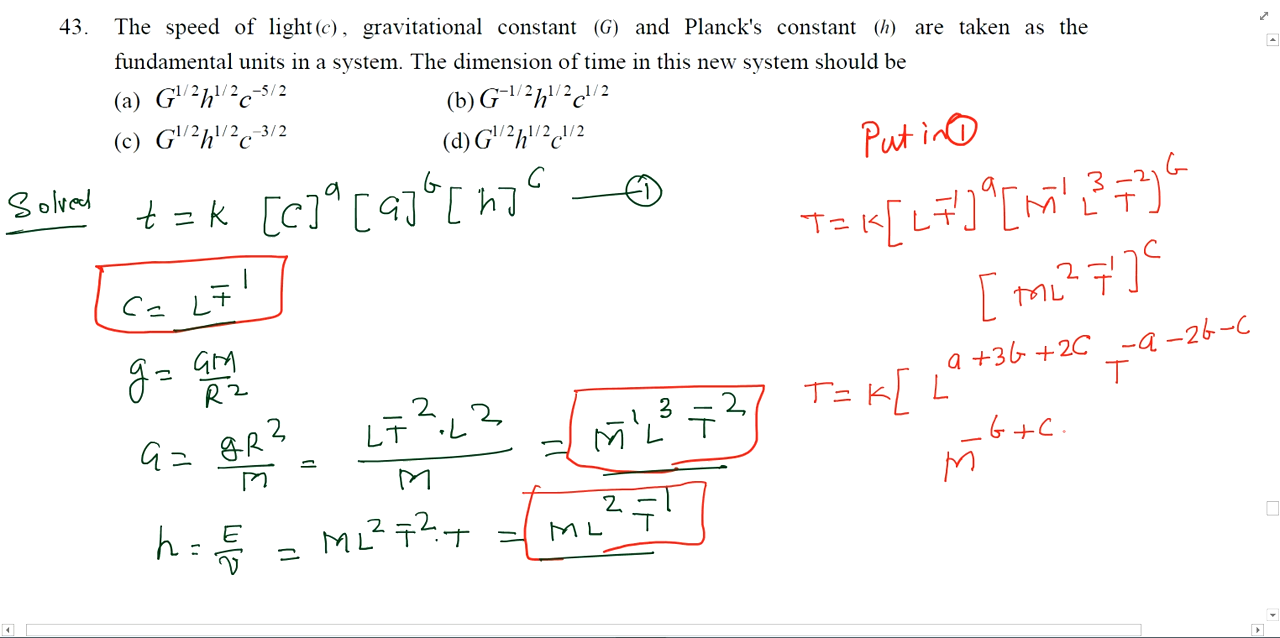 43. The speed of light (c), gravitational constant (G) and Planck's constant (h) are taken as the
fundamental units in a system. The dimension of time in this new system should be
(a) G^{1/2}h^{1/2}c^{-5/2} (b) G^{-1/2}h^{1/2}c^{1/2}
(c) G^{1/2}h^{1/2}c^{-3/2} (d) G^{1/2}h^{1/2}c^{1/2}
Solved
t = K [C]^a [G]^b [h]^c — ①
C = LT^{-1}
g = GM/R^2
G = gR^2/M = LT^{-2}.L^2/M = M^{-1}L^3T^{-2}
h = E/ν = ML^2T^{-2}.T = ML^2T^{-1}
Put in ①
T = K[LT^{-1}]^a [M^{-1}L^3T^{-2}]^b
[ML^2T^{-1}]^c
T = K[L^{a+3b+2c} T^{-a-2b-c}
M^{-b+c}.